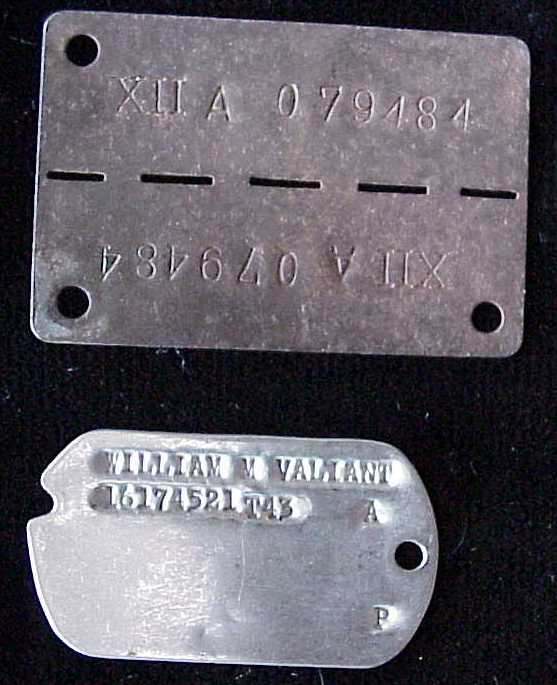 XII A 079484
XII A 079484
WILLIAM M VALIANT
16174521 T43 A
P